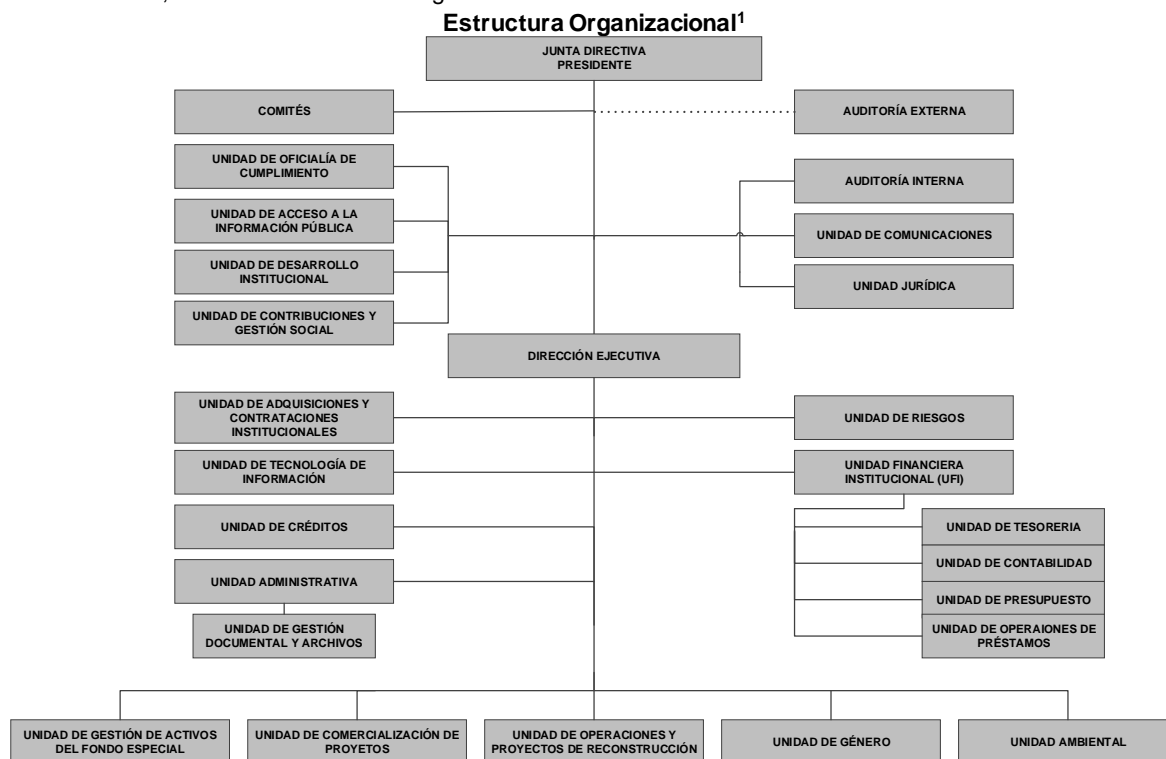 Estructura Organizacional¹
JUNTA DIRECTIVA
PRESIDENTE
COMITÉS
AUDITORÍA EXTERNA
UNIDAD DE OFICIALÍA DE
CUMPLIMIENTO
AUDITORÍA INTERNA
UNIDAD DE ACCESO A LA
INFORMACIÓN PÚBLICA
UNIDAD DE COMUNICACIONES
UNIDAD DE DESARROLLO
INSTITUCIONAL
UNIDAD JURÍDICA
UNIDAD DE CONTRIBUCIONES Y
GESTIÓN SOCIAL
DIRECCIÓN EJECUTIVA
UNIDAD DE ADQUISICIONES Y
CONTRATACIONES
INSTITUCIONALES
UNIDAD DE RIESGOS
UNIDAD DE TECNOLOGÍA DE
INFORMACIÓN
UNIDAD FINANCIERA
INSTITUCIONAL (UFI)
UNIDAD DE CRÉDITOS
UNIDAD DE TESORERIA
UNIDAD DE CONTABILIDAD
UNIDAD ADMINISTRATIVA
UNIDAD DE PRESUPUESTO
UNIDAD DE GESTIÓN
DOCUMENTAL Y ARCHIVOS
UNIDAD DE OPERAIONES DE
PRÉSTAMOS
UNIDAD DE GESTIÓN DE ACTIVOS
DEL FONDO ESPECIAL
UNIDAD DE COMERCIALIZACIÓN DE
PROYETOS
UNIDAD DE OPERACIONES Y
PROYECTOS DE RECONSTRUCCIÓN
UNIDAD DE GÉNERO
UNIDAD AMBIENTAL